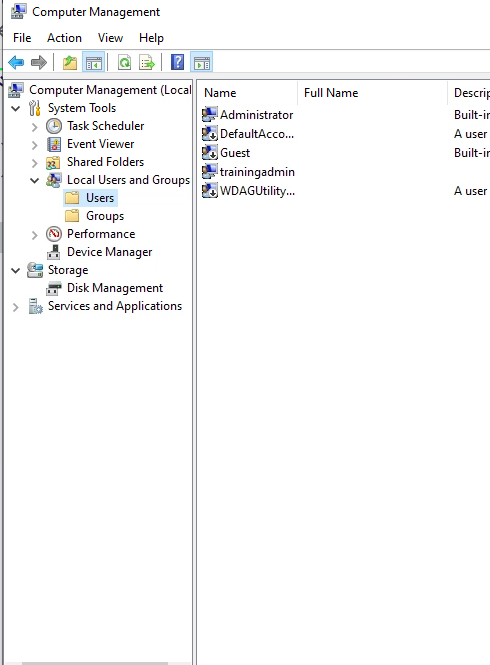 Computer Management
File Action View Help
Computer Management (Local
System Tools
Task Scheduler
Event Viewer
Shared Folders
Local Users and Groups
Users
Groups
Performance
Device Manager
Storage
Disk Management
Services and Applications
Name Full Name Descrip
Administrator Built-in
DefaultAcco... A user
Guest Built-in
trainingadmin
WDAGUtility... A user